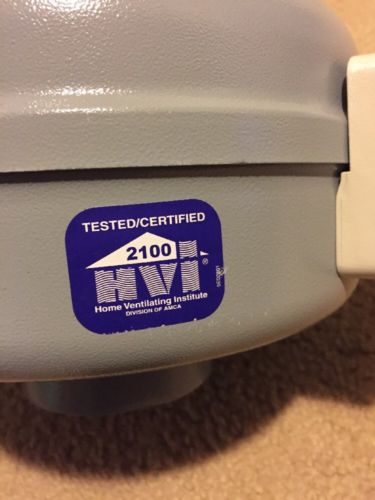 TESTED/CERTIFIED
2100
HVI®
Home Ventilating Institute
DIVISION OF AMCA